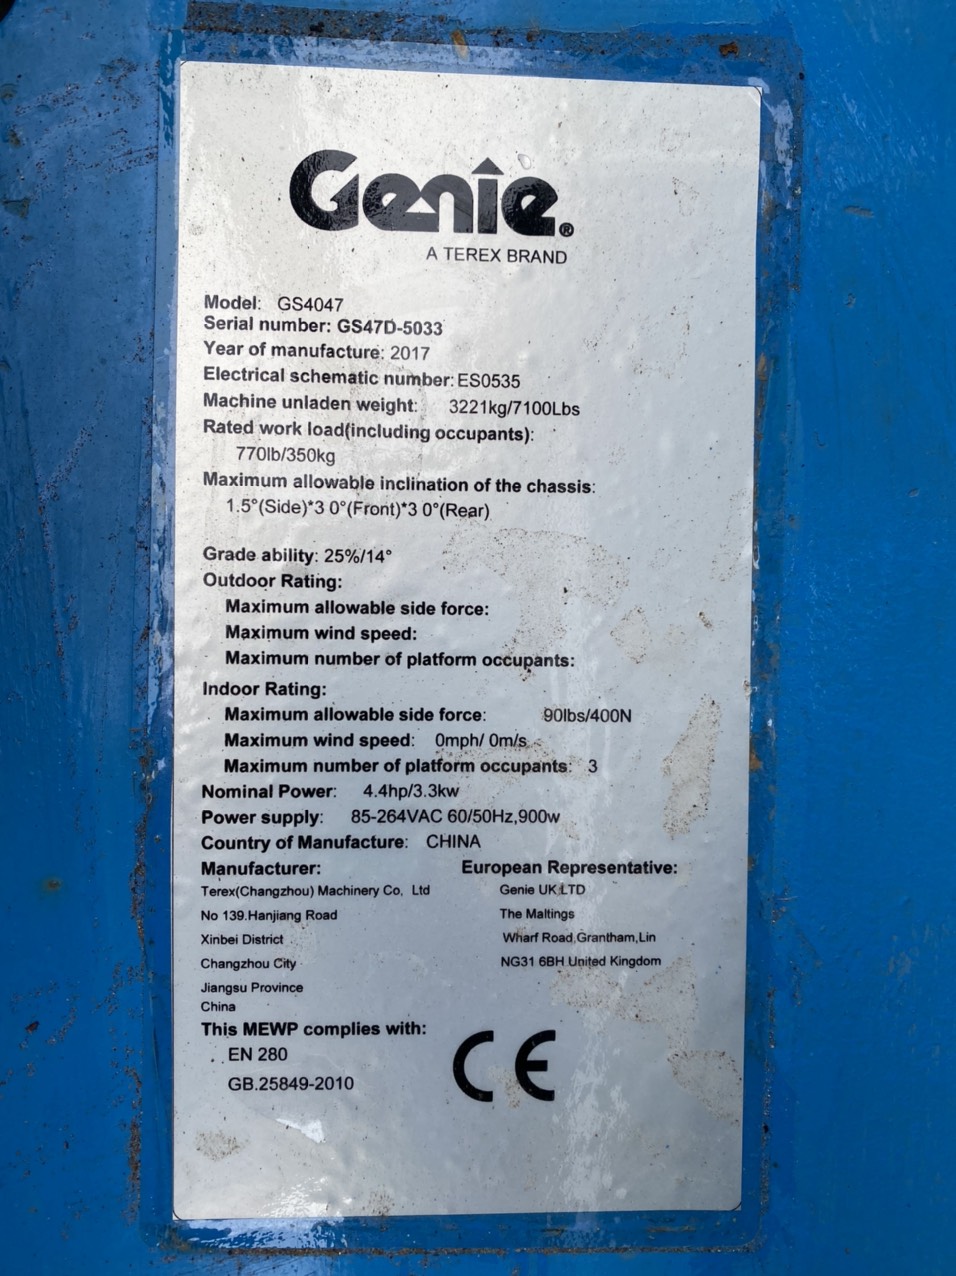 Genie®
A TEREX BRAND
Model: GS4047
Serial number: GS47D-5033
Year of manufacture: 2017
Electrical schematic number: ES0535
Machine unladen weight: 3221kg/7100Lbs
Rated work load(including occupants):
770lb/350kg
Maximum allowable inclination of the chassis:
1.5°(Side)*3 0°(Front)*3 0°(Rear)
Grade ability: 25%/14°
Outdoor Rating:
Maximum allowable side force:
Maximum wind speed:
Maximum number of platform occupants:
Indoor Rating:
Maximum allowable side force: 90lbs/400N
Maximum wind speed: 0mph/ 0m/s
Maximum number of platform occupants: 3
Nominal Power: 4.4hp/3.3kw
Power supply: 85-264VAC 60/50Hz,900w
Country of Manufacture: CHINA
Manufacturer: European Representative:
Terex(Changzhou) Machinery Co, Ltd Genie UK LTD
No 139.Hanjiang Road The Maltings
Xinbei District Wharf Road,Grantham,Lin
Changzhou City NG31 6BH United Kingdom
Jiangsu Province
China
This MEWP complies with:
EN 280
GB.25849-2010
CE